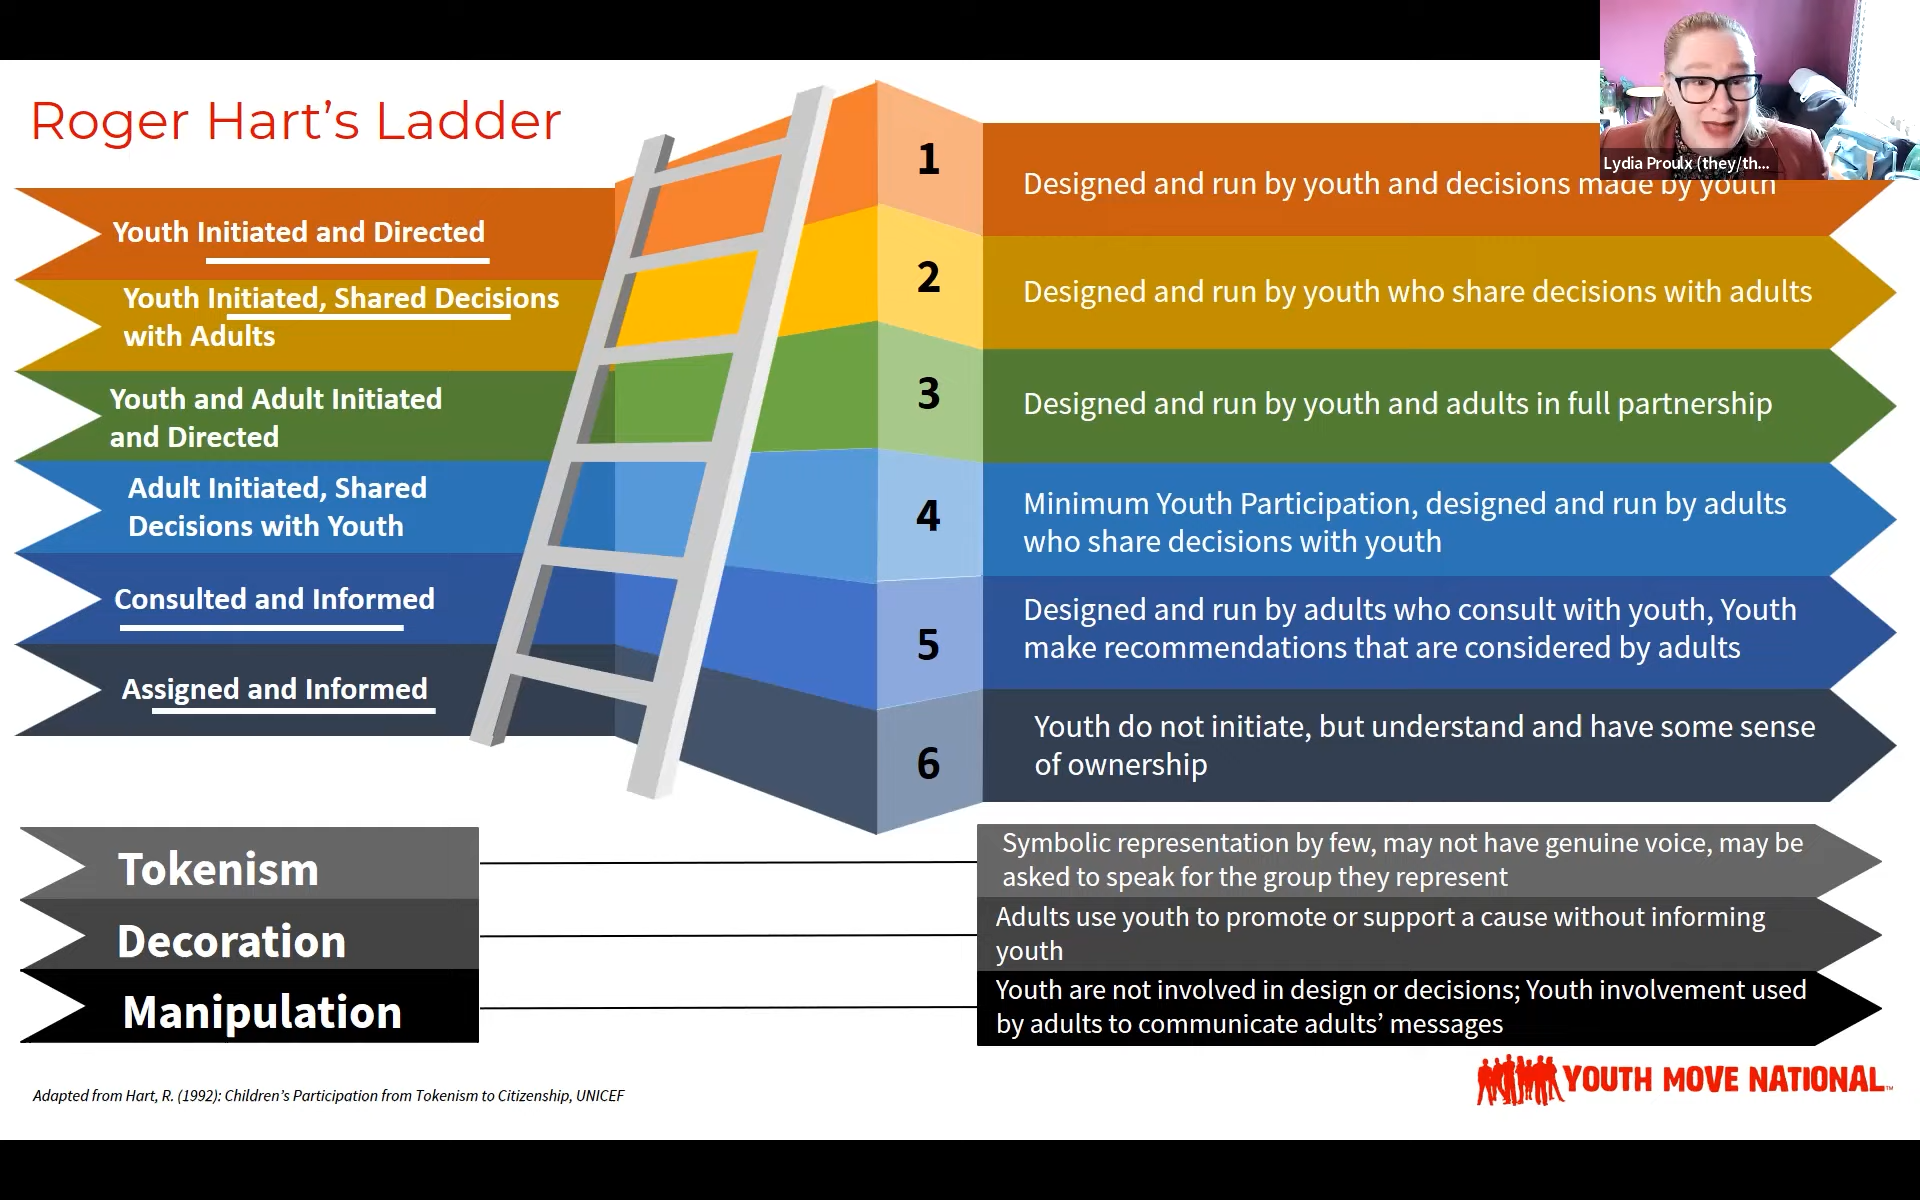 Roger Hart's Ladder
Lydia Proulx (they/th...
Youth Initiated and Directed
1
Designed and run by youth and decisions made by youth
Youth Initiated, Shared Decisions
with Adults
2
Designed and run by youth who share decisions with adults
Youth and Adult Initiated
and Directed
3
Designed and run by youth and adults in full partnership
Adult Initiated, Shared
Decisions with Youth
4
Minimum Youth Participation, designed and run by adults
who share decisions with youth
Consulted and Informed
5
Designed and run by adults who consult with youth, Youth
make recommendations that are considered by adults
Assigned and Informed
6
Youth do not initiate, but understand and have some sense
of ownership
Tokenism
Symbolic representation by few, may not have genuine voice, may be
asked to speak for the group they represent
Decoration
Adults use youth to promote or support a cause without informing
youth
Manipulation
Youth are not involved in design or decisions; Youth involvement used
by adults to communicate adults' messages
Adapted from Hart, R. (1992): Children's Participation from Tokenism to Citizenship, UNICEF
YOUTH MOVE NATIONAL™